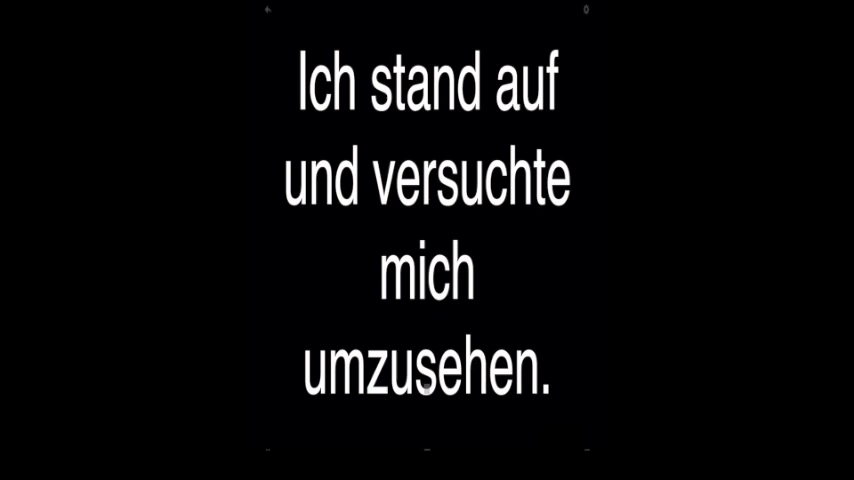 Ich stand auf
und versuchte
mich
umzusehen.